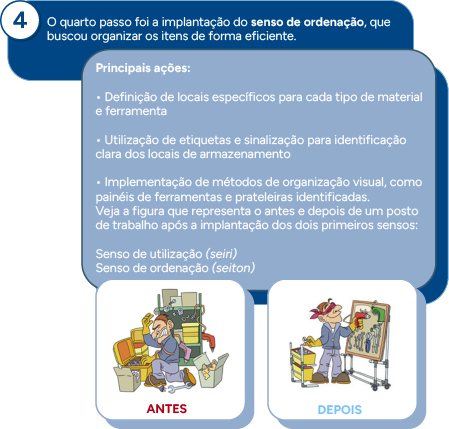 4
O quarto passo foi a implantação do senso de ordenação, que
buscou organizar os itens de forma eficiente.
Principais ações:
• Definição de locais específicos para cada tipo de material
e ferramenta
• Utilização de etiquetas e sinalização para identificação
clara dos locais de armazenamento
• Implementação de métodos de organização visual, como
painéis de ferramentas e prateleiras identificadas.
Veja a figura que representa o antes e depois de um posto
de trabalho após a implantação dos dois primeiros sensos:
Senso de utilização (seiri)
Senso de ordenação (seiton)
ANTES
DEPOIS